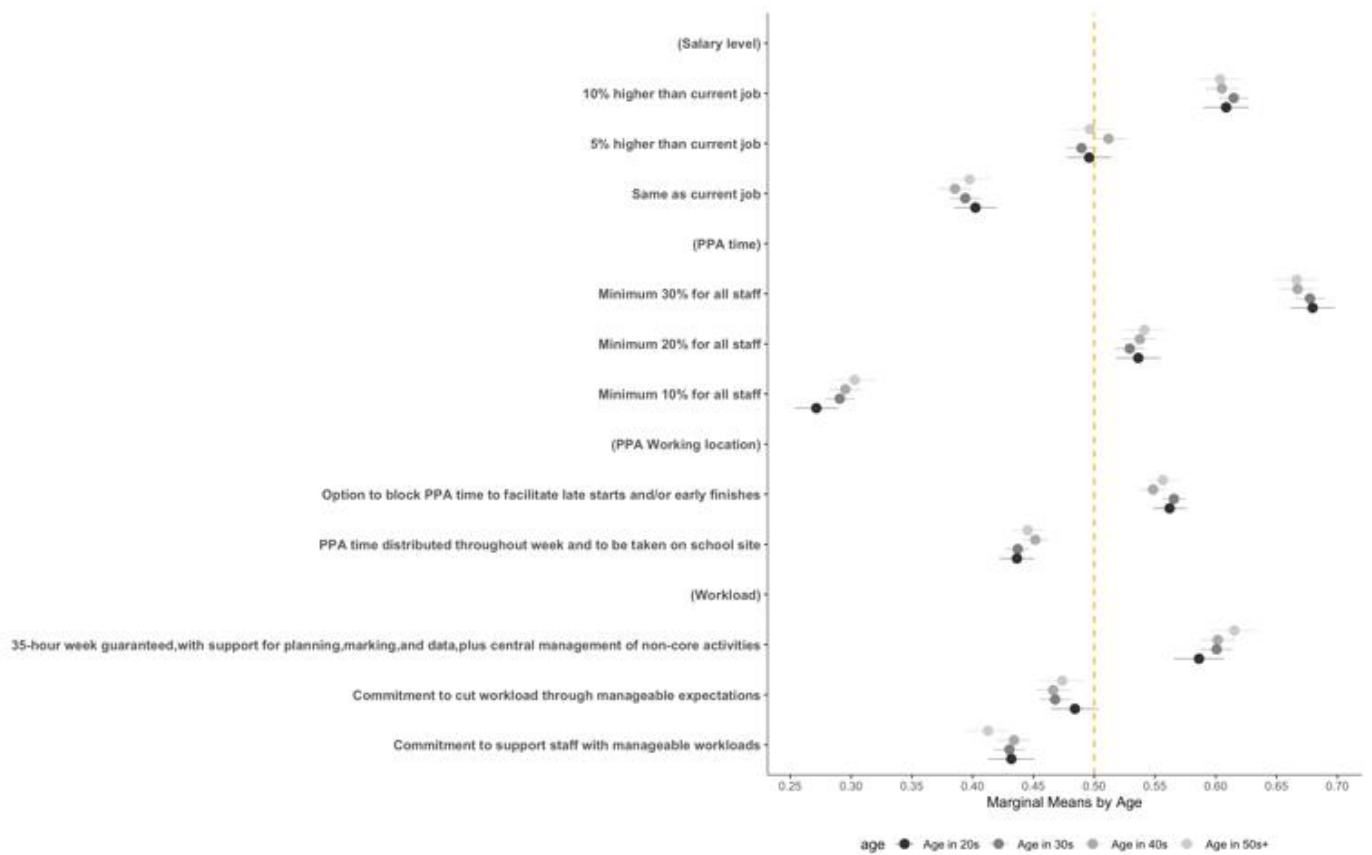 (Salary level)
10% higher than current job
5% higher than current job
Same as current job
(PPA time)
Minimum 30% for all staff
Minimum 20% for all staff
Minimum 10% for all staff
(PPA Working location)
Option to block PPA time to facilitate late starts and/or early finishes
PPA time distributed throughout week and to be taken on school site
(Workload)
35-hour week guaranteed,with support for planning,marking,and data,plus central management of non-core activities
Commitment to cut workload through manageable expectations
Commitment to support staff with manageable workloads
0.25 0.30 0.35 0.40 0.45 0.50 0.55 0.60 0.65 0.70
Marginal Means by Age
age Age in 20s Age in 30s Age in 40s Age in 50s+